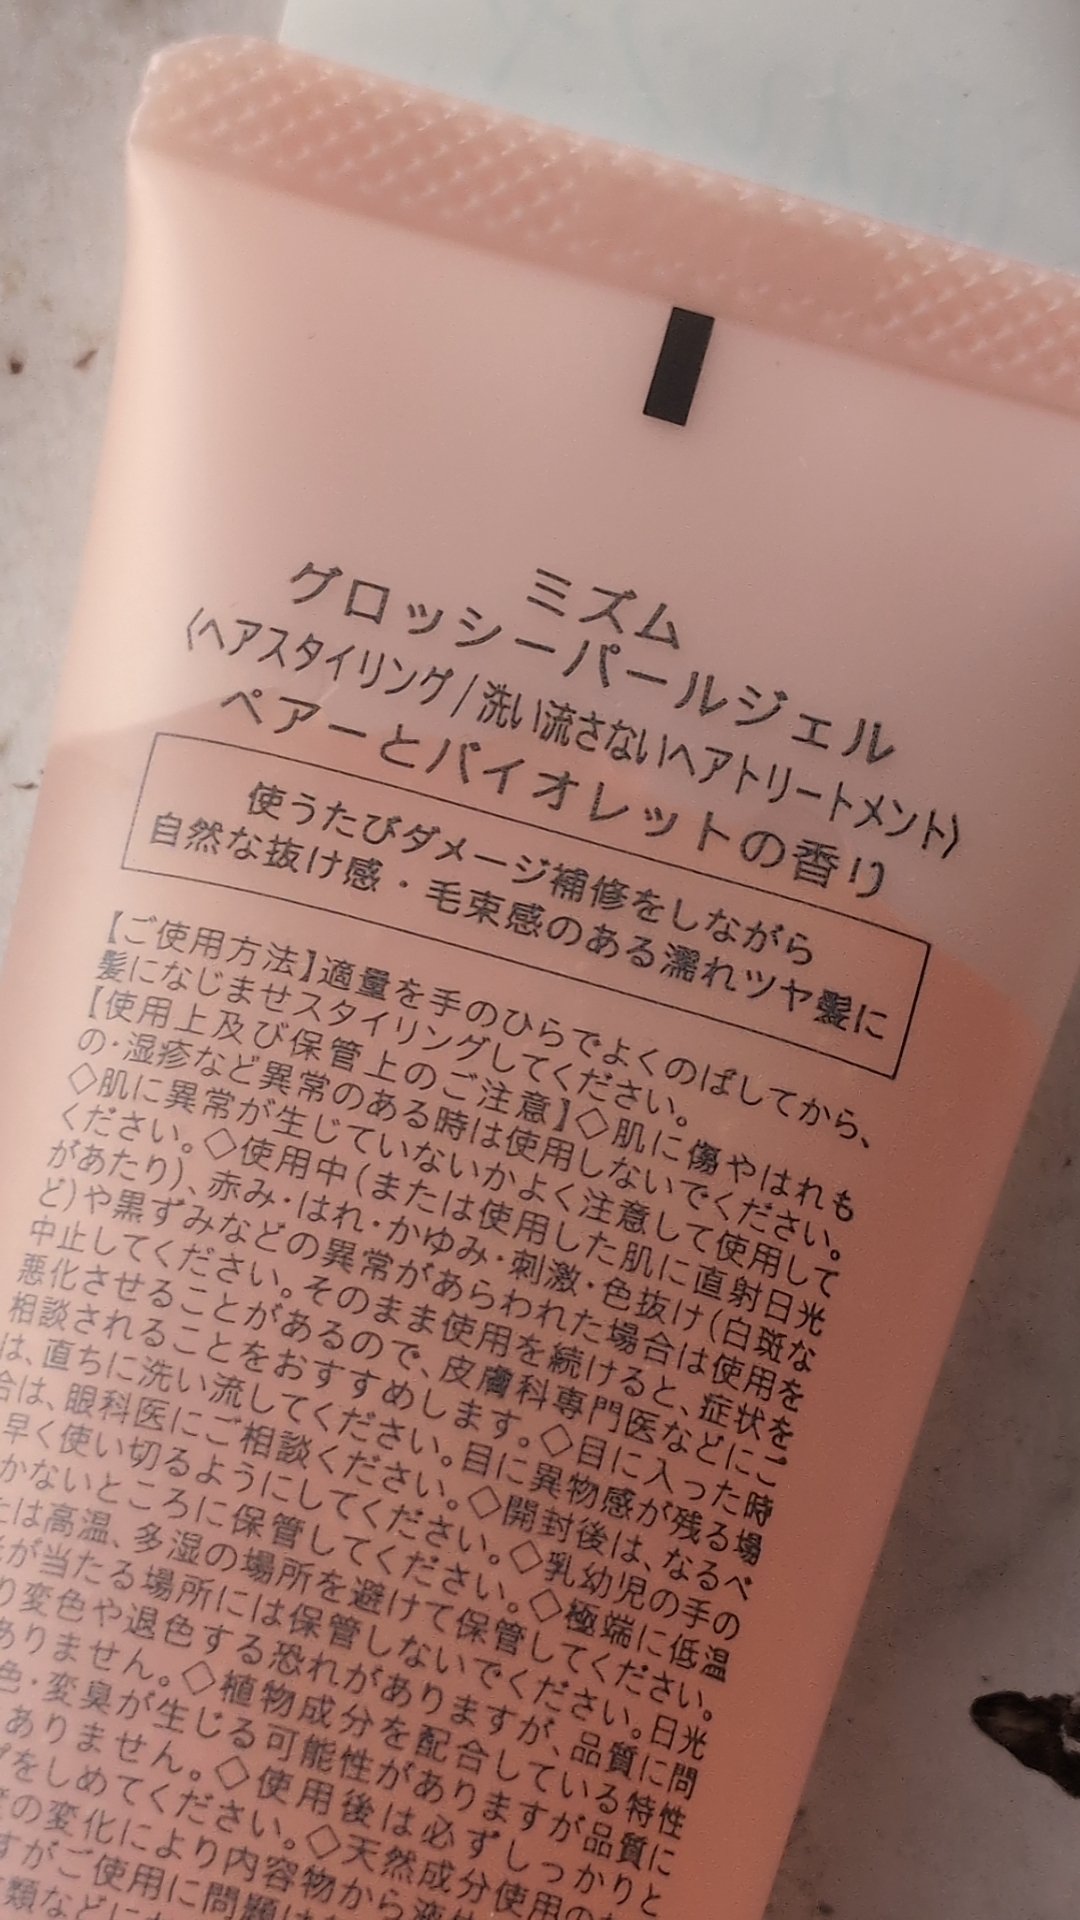 ミズム
グロッシーパールジェル
〈ヘアスタイリング/洗い流さないヘアトリートメント〉
ペアーとバイオレットの香り
使うたびダメージ補修をしながら
自然な抜け感・毛束感のある濡れツヤ髪に
【ご使用方法】適量を手のひらでよくのばしてから、
髪になじませスタイリングしてください。
【使用上及び保管上のご注意】◇肌に傷やはれも
の・湿疹など異常のある時は使用しないでください。
◇肌に異常が生じていないかよく注意して使用して
ください。◇使用中(または使用した肌に直射日光
があたり)、赤み・はれ・かゆみ・刺激・色抜け(白斑な
ど)や黒ずみなどの異常があらわれた場合は使用を
中止してください。そのまま使用を続けると、症状を
悪化させることがあるので、皮膚科専門医などにご
相談されることをおすすめします。◇目に入った時
は、直ちに洗い流してください。目に異物感が残る場
合は、眼科医にご相談ください。◇開封後は、なるべ
早く使い切るようにしてください。◇乳幼児の手の
かないところに保管してください。◇極端に低温
は高温、多湿の場所を避けて保管してください。
が当たる場所には保管しないでください。日光
り変色や退色する恐れがありますが、品質に問
ありません。◇植物成分を配合している特性
色・変臭が生じる可能性がありますが品質に
ありません。◇使用後は必ずしっかりと
をしめてください。◇天然成分使用の
の変化により内容物から液体
すがご使用に問題は
類などに